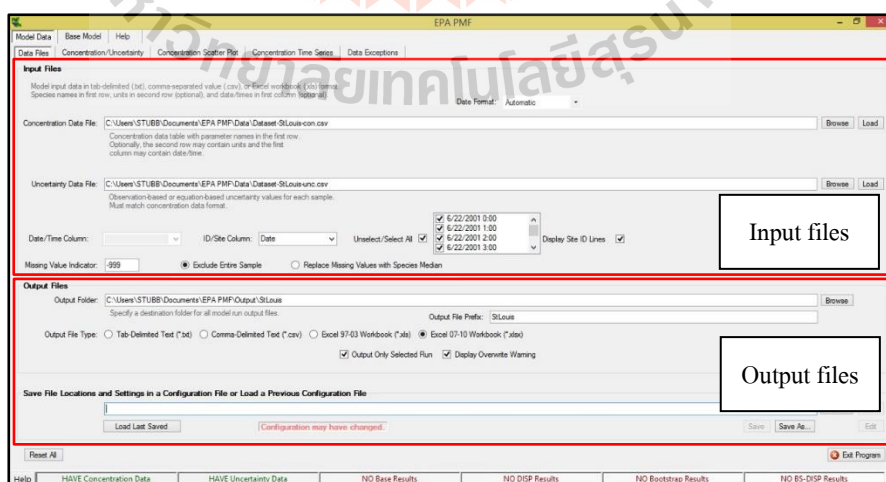 EPA PMF
Model Data Base Model Help
Data Files Concentration/Uncertainty Concentration Scatter Plot Concentration Time Series Data Exceptions
Input Files
Model input data in tab-delimited (.txt), comma-separated value (.csv), or Excel workbook (.xls) format.
Species names in first row, units in second row (optional), and date/times in first column (optional).
Date Format: Automatic
Concentration Data File: C:\Users\STUBB\Documents\EPA PMF\Data\Dataset-StLouis-con.csv Browse Load
Concentration data table with parameter names in the first row.
Optionally, the second row may contain units and the first
column may contain date/time.
Uncertainty Data File: C:\Users\STUBB\Documents\EPA PMF\Data\Dataset-StLouis-unc.csv Browse Load
Observation-based or equation-based uncertainty values for each sample.
Must match concentration data format.
6/22/2001 0:00
6/22/2001 1:00
Date/Time Column: ID/Site Column: Date Unselect/Select All 6/22/2001 2:00 Display Site ID Lines
6/22/2001 3:00
Input files
Missing Value Indicator: -999 Exclude Entire Sample Replace Missing Values with Species Median
Output Files
Output Folder: C:\Users\STUBB\Documents\EPA PMF\Output\StLouis Browse
Specify a destination folder for all model run output files. Output File Prefix: StLouis
Output File Type: Tab-Delimited Text (*.txt) Comma-Delimited Text (*.csv) Excel 97-03 Workbook (*.xls) Excel 07-10 Workbook (*.xlsx)
Output Only Selected Run Display Overwrite Warning
Output files
Save File Locations and Settings in a Configuration File or Load a Previous Configuration File
Load Last Saved Configuration may have changed. Save Save As... Edit
Reset All Exit Program
Help HAVE Concentration Data HAVE Uncertainty Data NO Base Results NO DISP Results NO Bootstrap Results NO BS-DISP Results